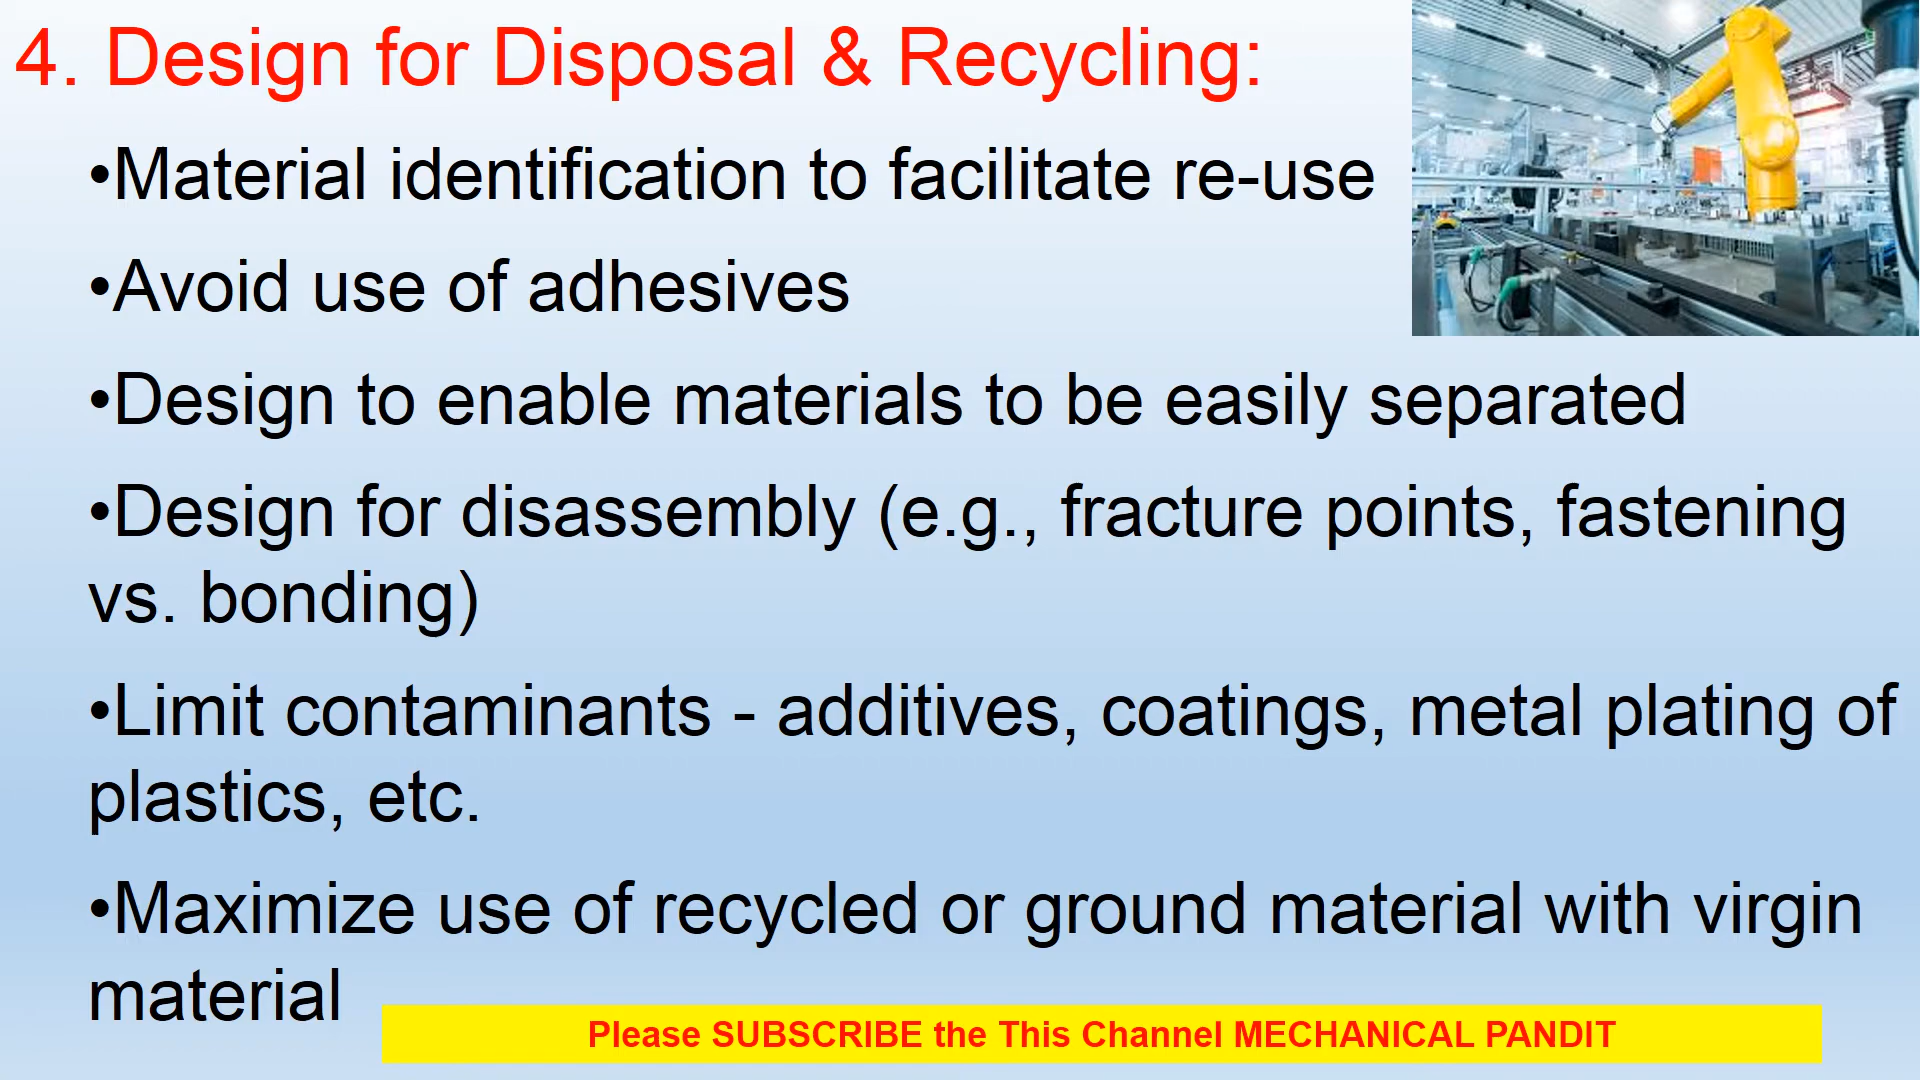 4. Design for Disposal & Recycling:
•Material identification to facilitate re-use
•Avoid use of adhesives
•Design to enable materials to be easily separated
•Design for disassembly (e.g., fracture points, fastening
vs. bonding)
•Limit contaminants - additives, coatings, metal plating of
plastics, etc.
•Maximize use of recycled or ground material with virgin
material
Please SUBSCRIBE the This Channel MECHANICAL PANDIT